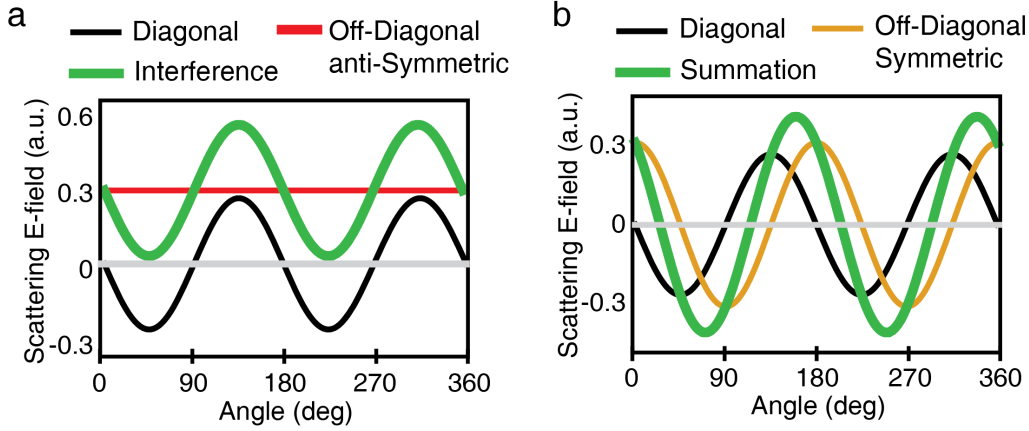 a
Diagonal
Off-Diagonal
anti-Symmetric
Interference
Scattering E-field (a.u.)
0.6
0.3
0
-0.3
0 90 180 270 360
Angle (deg)
b
Diagonal
Off-Diagonal
Symmetric
Summation
Scattering E-field (a.u.)
0.3
0
-0.3
0 90 180 270 360
Angle (deg)